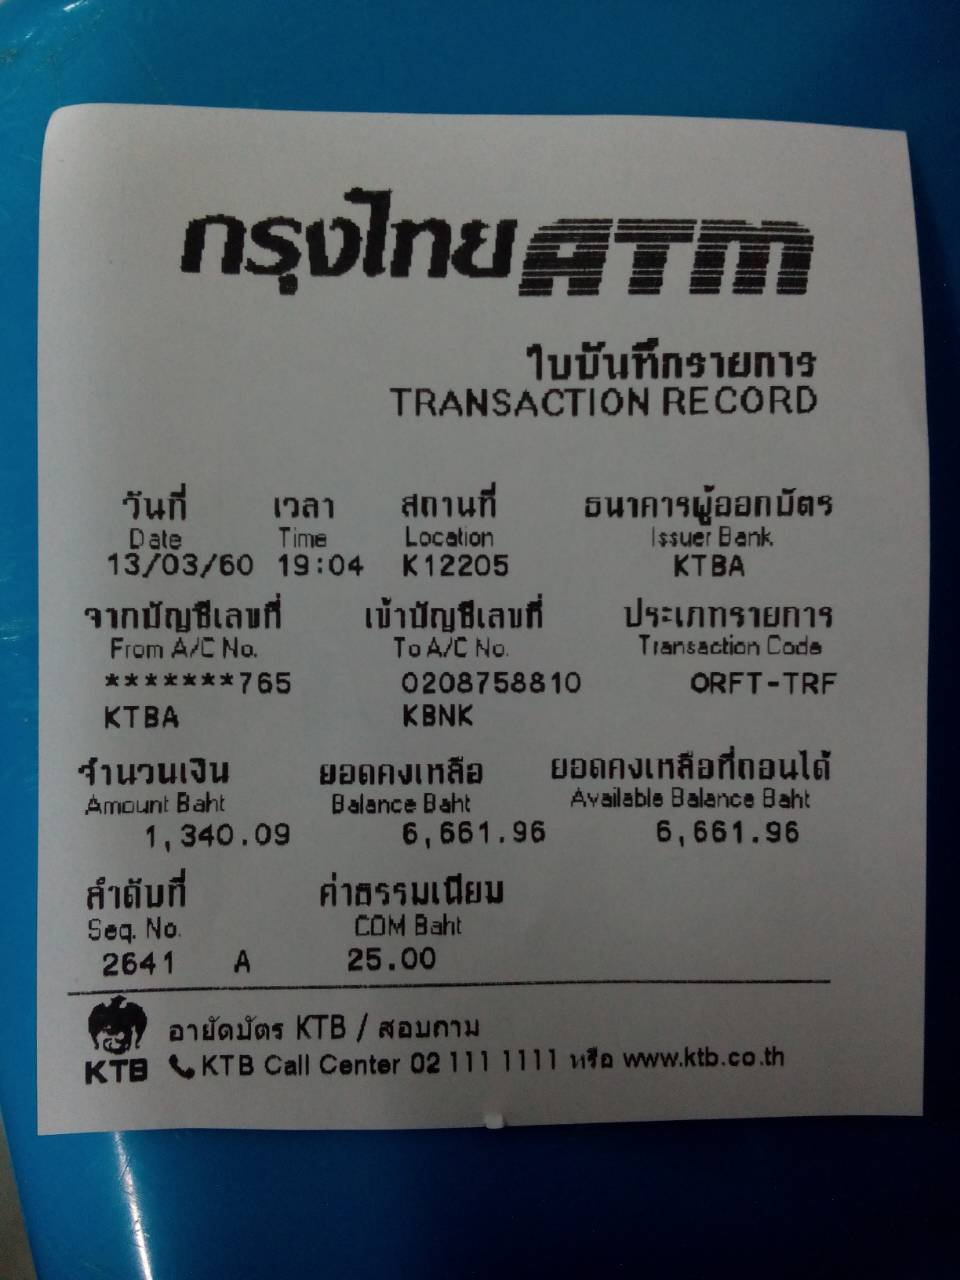 กรุงไทย ATM
ใบบันทึกรายการ
TRANSACTION RECORD
วันที่ เวลา สถานที่ ธนาคารผู้ออกบัตร
Date Time Location Issuer Bank
13/03/60 19:04 K12205 KTBA
จากบัญชีเลขที่ เข้าบัญชีเลขที่ ประเภทรายการ
From A/C No. To A/C No. Transaction Code
*******765 0208758810 ORFT-TRF
KTBA KBNK
จำนวนเงิน ยอดคงเหลือ ยอดคงเหลือที่ถอนได้
Amount Baht Balance Baht Available Balance Baht
1,340.09 6,661.96 6,661.96
ลำดับที่ ค่าธรรมเนียม
Seq. No. COM Baht
2641 A 25.00
อายัดบัตร KTB / สอบถาม
KTB KTB Call Center 02 111 1111 หรือ www.ktb.co.th